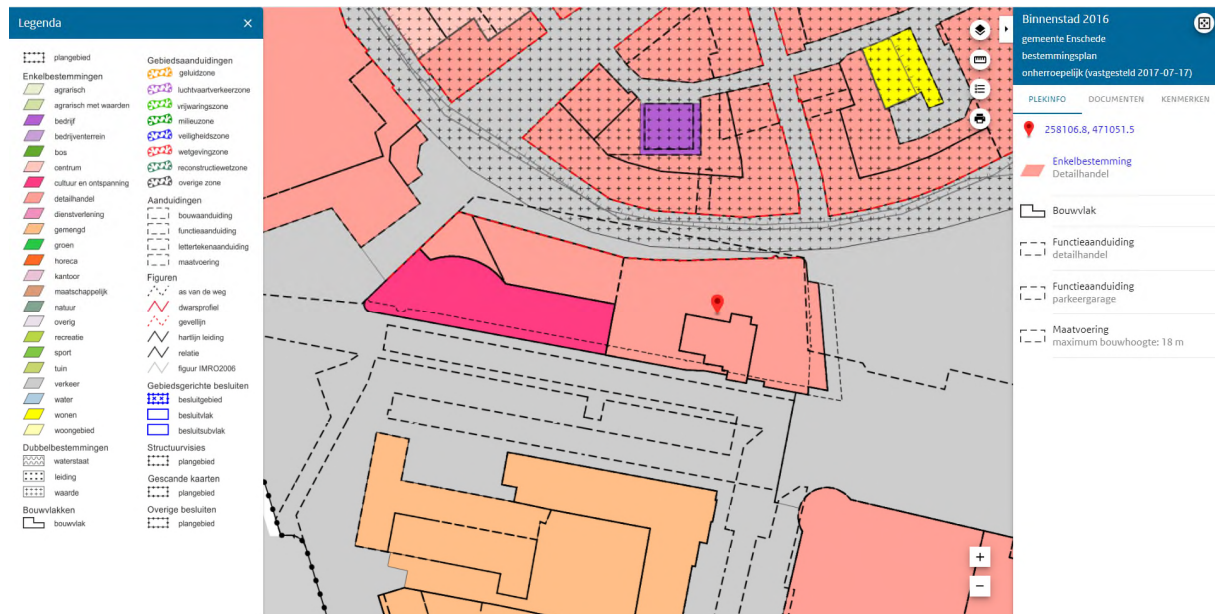 Legenda
×
plangebied
Enkelbestemmingen
agrarisch
agrarisch met waarden
bedrijf
bedrijventerrein
bos
centrum
cultuur en ontspanning
detailhandel
dienstverlening
gemengd
groen
horeca
kantoor
maatschappelijk
natuur
overig
recreatie
sport
tuin
verkeer
water
wonen
woongebied
Dubbelbestemmingen
waterstaat
leiding
waarde
Bouwvlakken
bouwvlak
Gebiedsaanduidingen
geluidzone
luchtvaartverkeerzone
vrijwaringszone
milieuzone
veiligheidszone
wetgevingzone
reconstructiewetzone
overige zone
Aanduidingen
bouwaanduiding
functieaanduiding
lettertekenaanduiding
maatvoering
Figuren
as van de weg
dwarsprofiel
gevellijn
hartlijn leiding
relatie
figuur IMRO2006
Gebiedsgerichte besluiten
besluitgebied
besluitvlak
besluitsubvlak
Structuurvisies
plangebied
Gescande kaarten
plangebied
Overige besluiten
plangebied
+
−
Binnenstad 2016
gemeente Enschede
bestemmingsplan
onherroepelijk (vastgesteld 2017-07-17)
PLEKINFO DOCUMENTEN KENMERKEN
258106.8, 471051.5
Enkelbestemming
Detailhandel
Bouwvlak
Functieaanduiding
detailhandel
Functieaanduiding
parkeergarage
Maatvoering
maximum bouwhoogte: 18 m